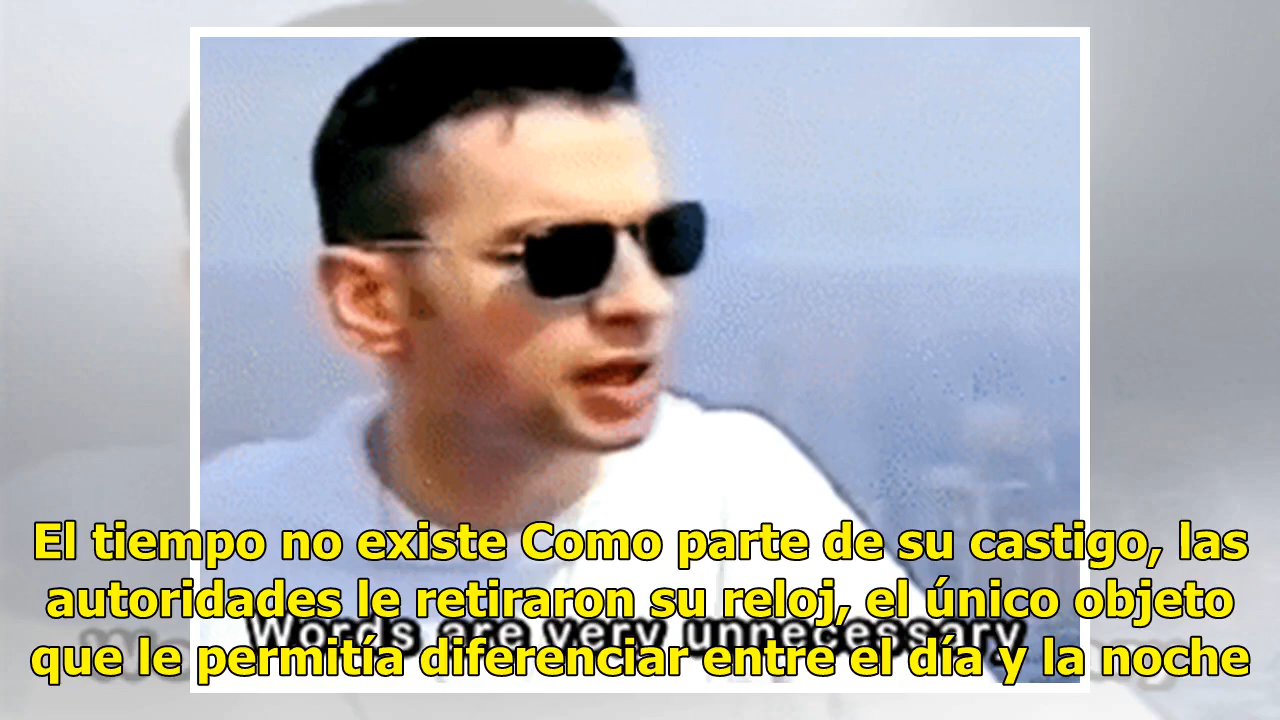 El tiempo no existe Como parte de su castigo, las
autoridades le retiraron su reloj, el único objeto
Words are very unnecessary
que le permitía diferenciar entre el día y la noche